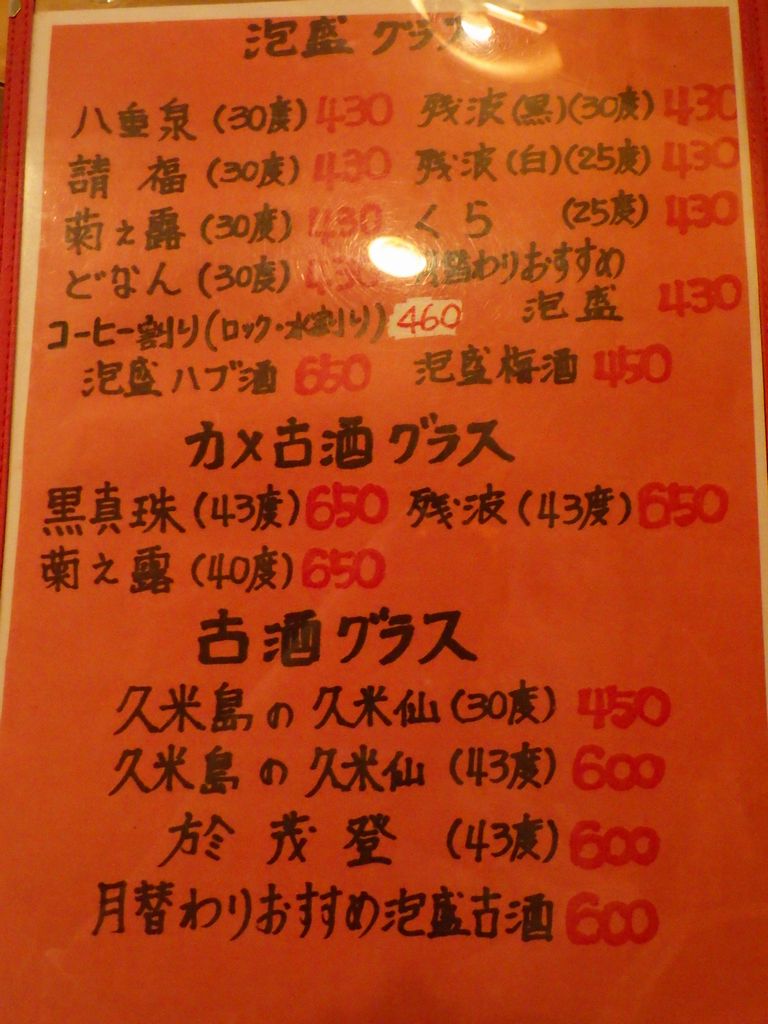 泡盛 グラス
八重泉 (30度) 430 残波(黒)(30度) 430
請福 (30度) 430 残波(白)(25度) 430
菊之露 (30度) 430 くら (25度) 430
どなん (30度) 430 月替わりおすすめ
泡盛 430
コーヒー割り(ロック・水割り) 460
泡盛ハブ酒 650 泡盛梅酒 450
カメ古酒グラス
黒真珠(43度) 650 残波(43度) 650
菊之露 (40度) 650
古酒グラス
久米島の久米仙(30度) 450
久米島の久米仙 (43度) 600
於茂登 (43度) 600
月替わりおすすめ泡盛古酒 600